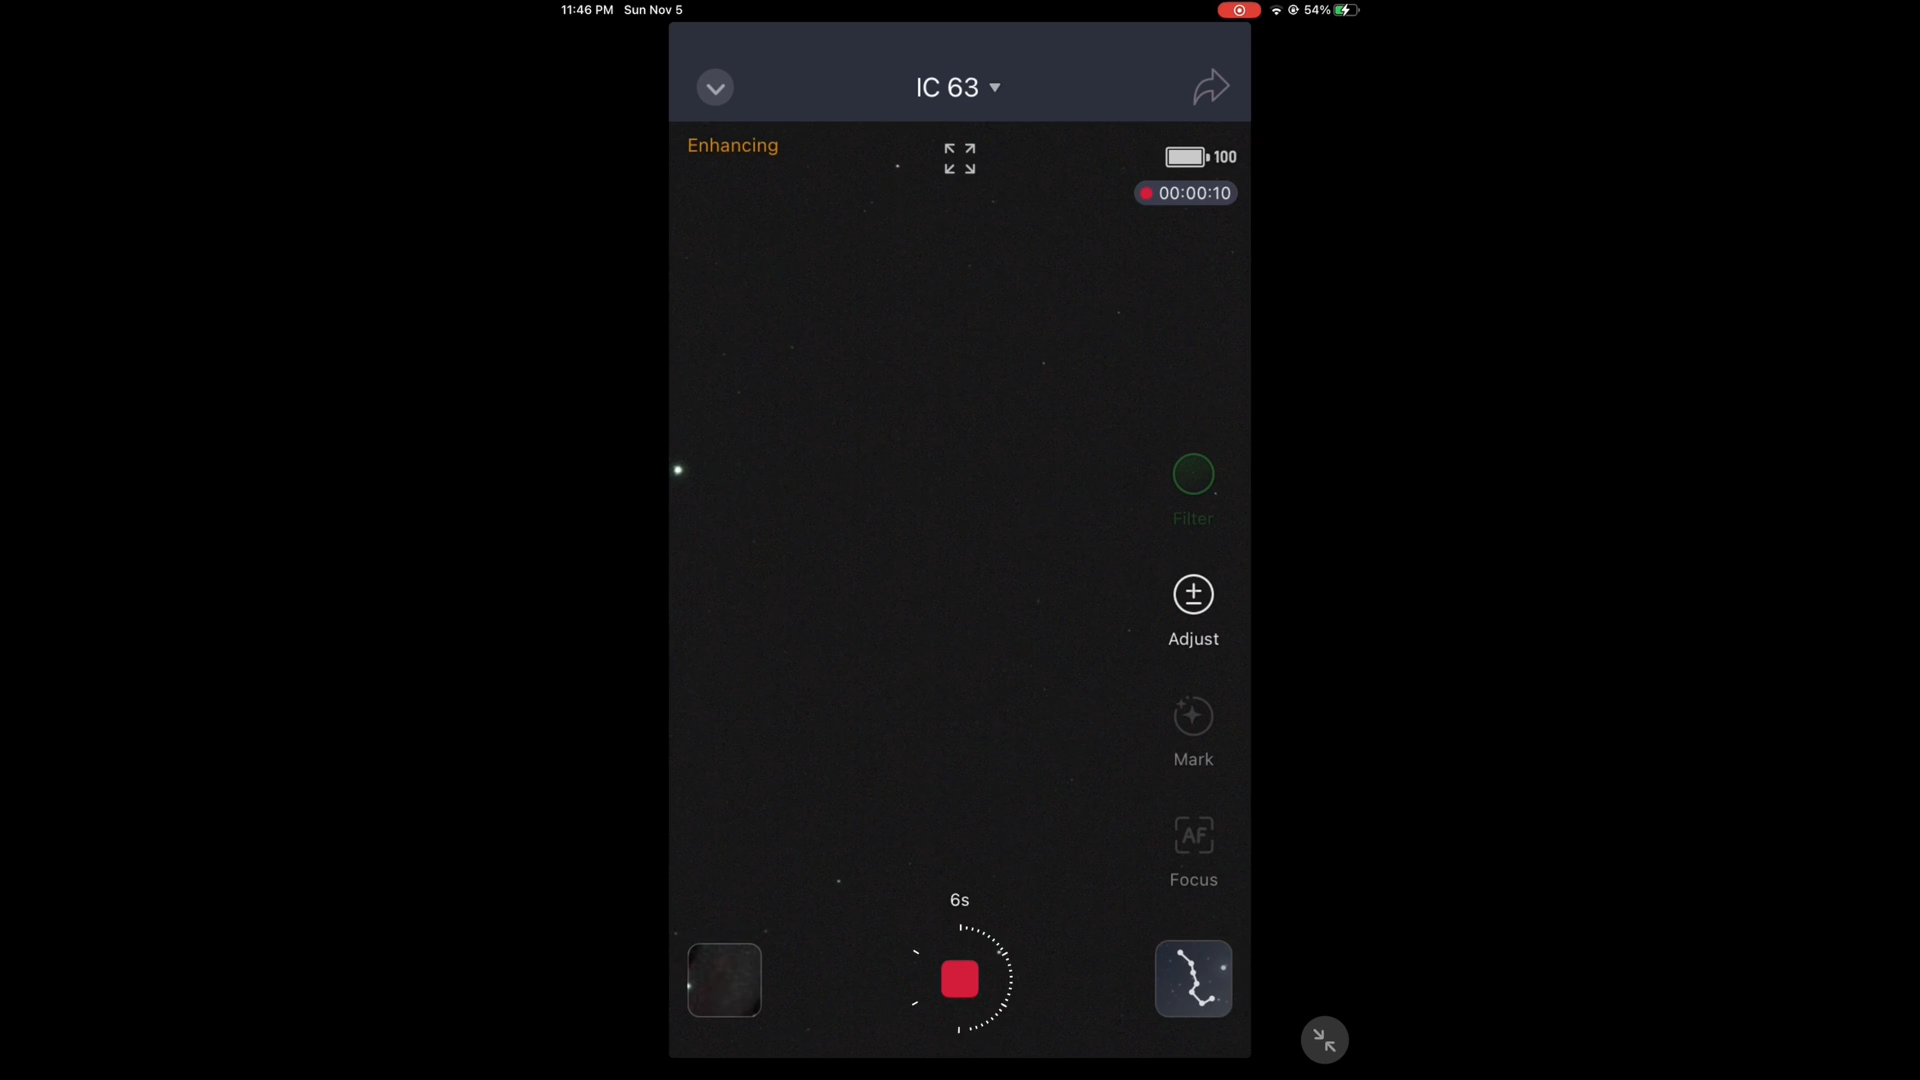 11:46 PM Sun Nov 5
54%
IC 63
Enhancing
100
00:00:10
Filter
Adjust
Mark
AF
Focus
6s